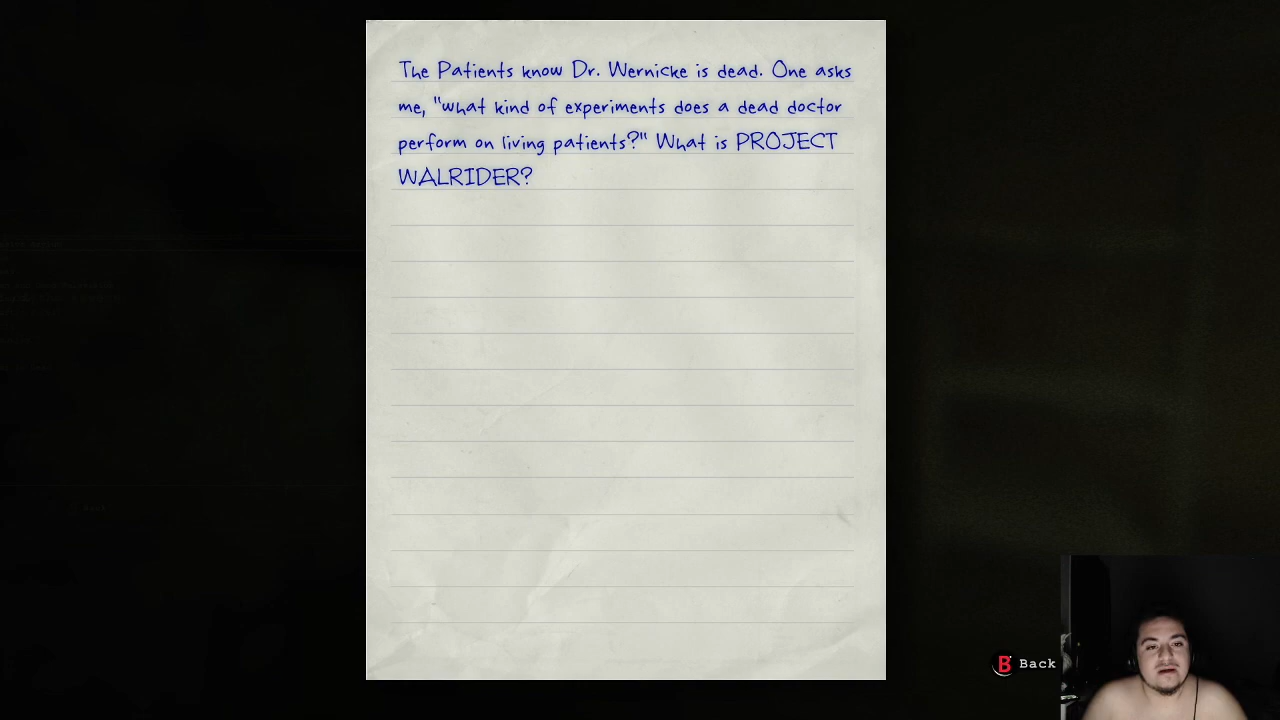 The Patients know Dr. Wernicke is dead. One asks
me, "what kind of experiments does a dead doctor
perform on living patients?" What is PROJECT
WALRIDER?
B Back